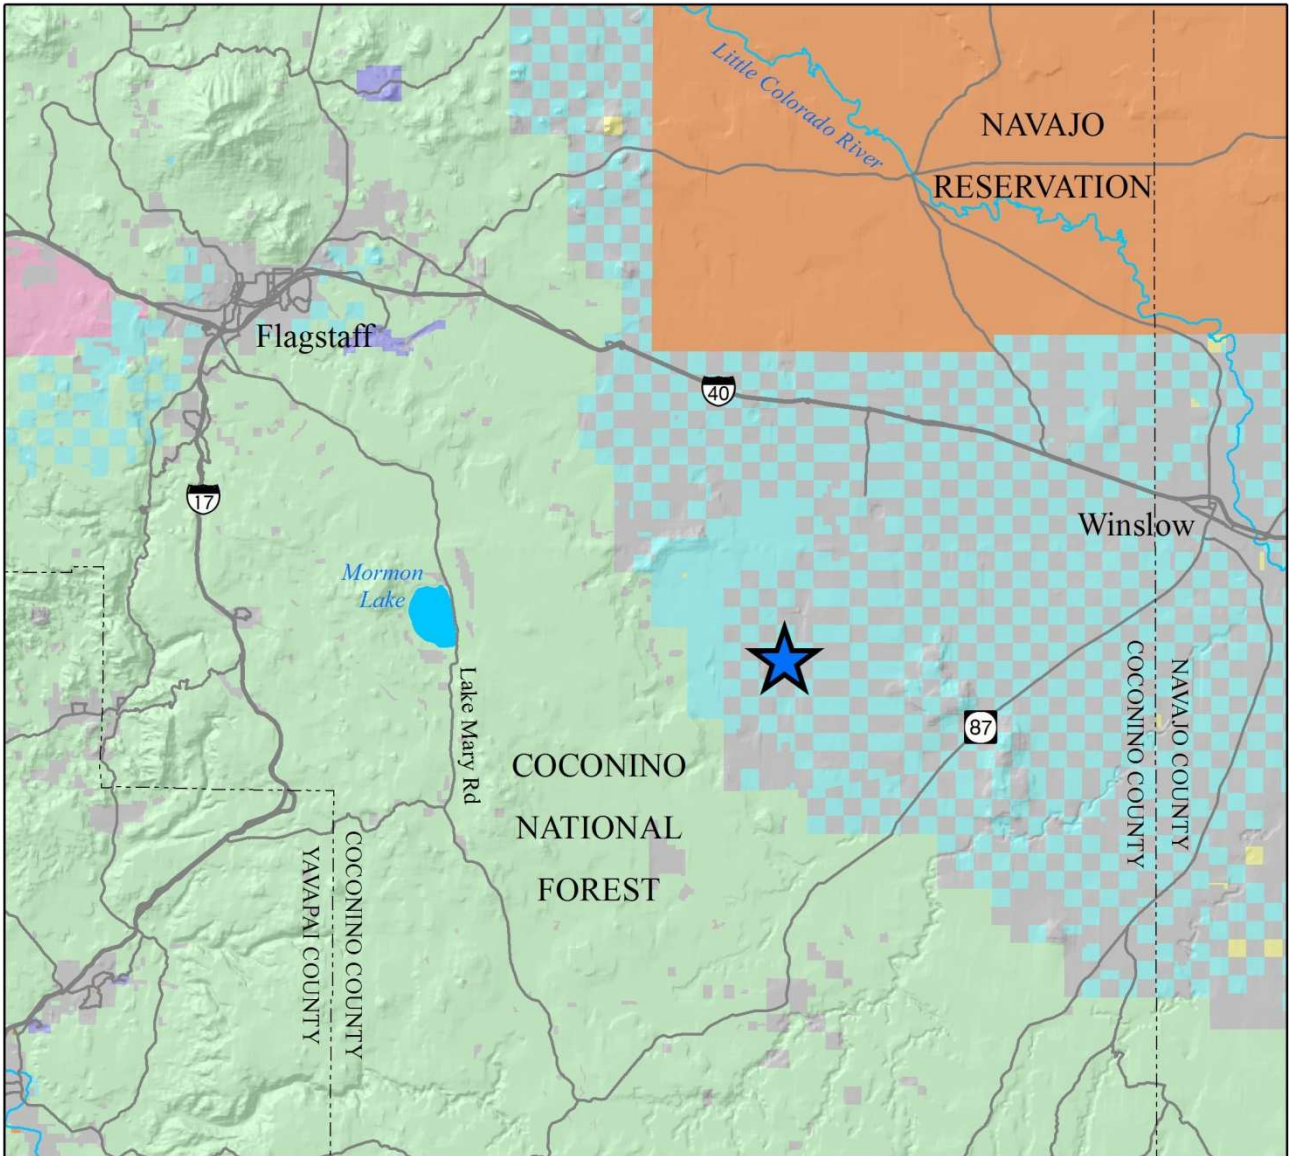 Little Colorado River
NAVAJO
RESERVATION
Flagstaff
40
17
Winslow
Mormon
Lake
Lake Mary Rd
87
COCONINO COUNTY
NAVAJO COUNTY
COCONINO
NATIONAL
FOREST
YAVAPAI COUNTY
COCONINO COUNTY